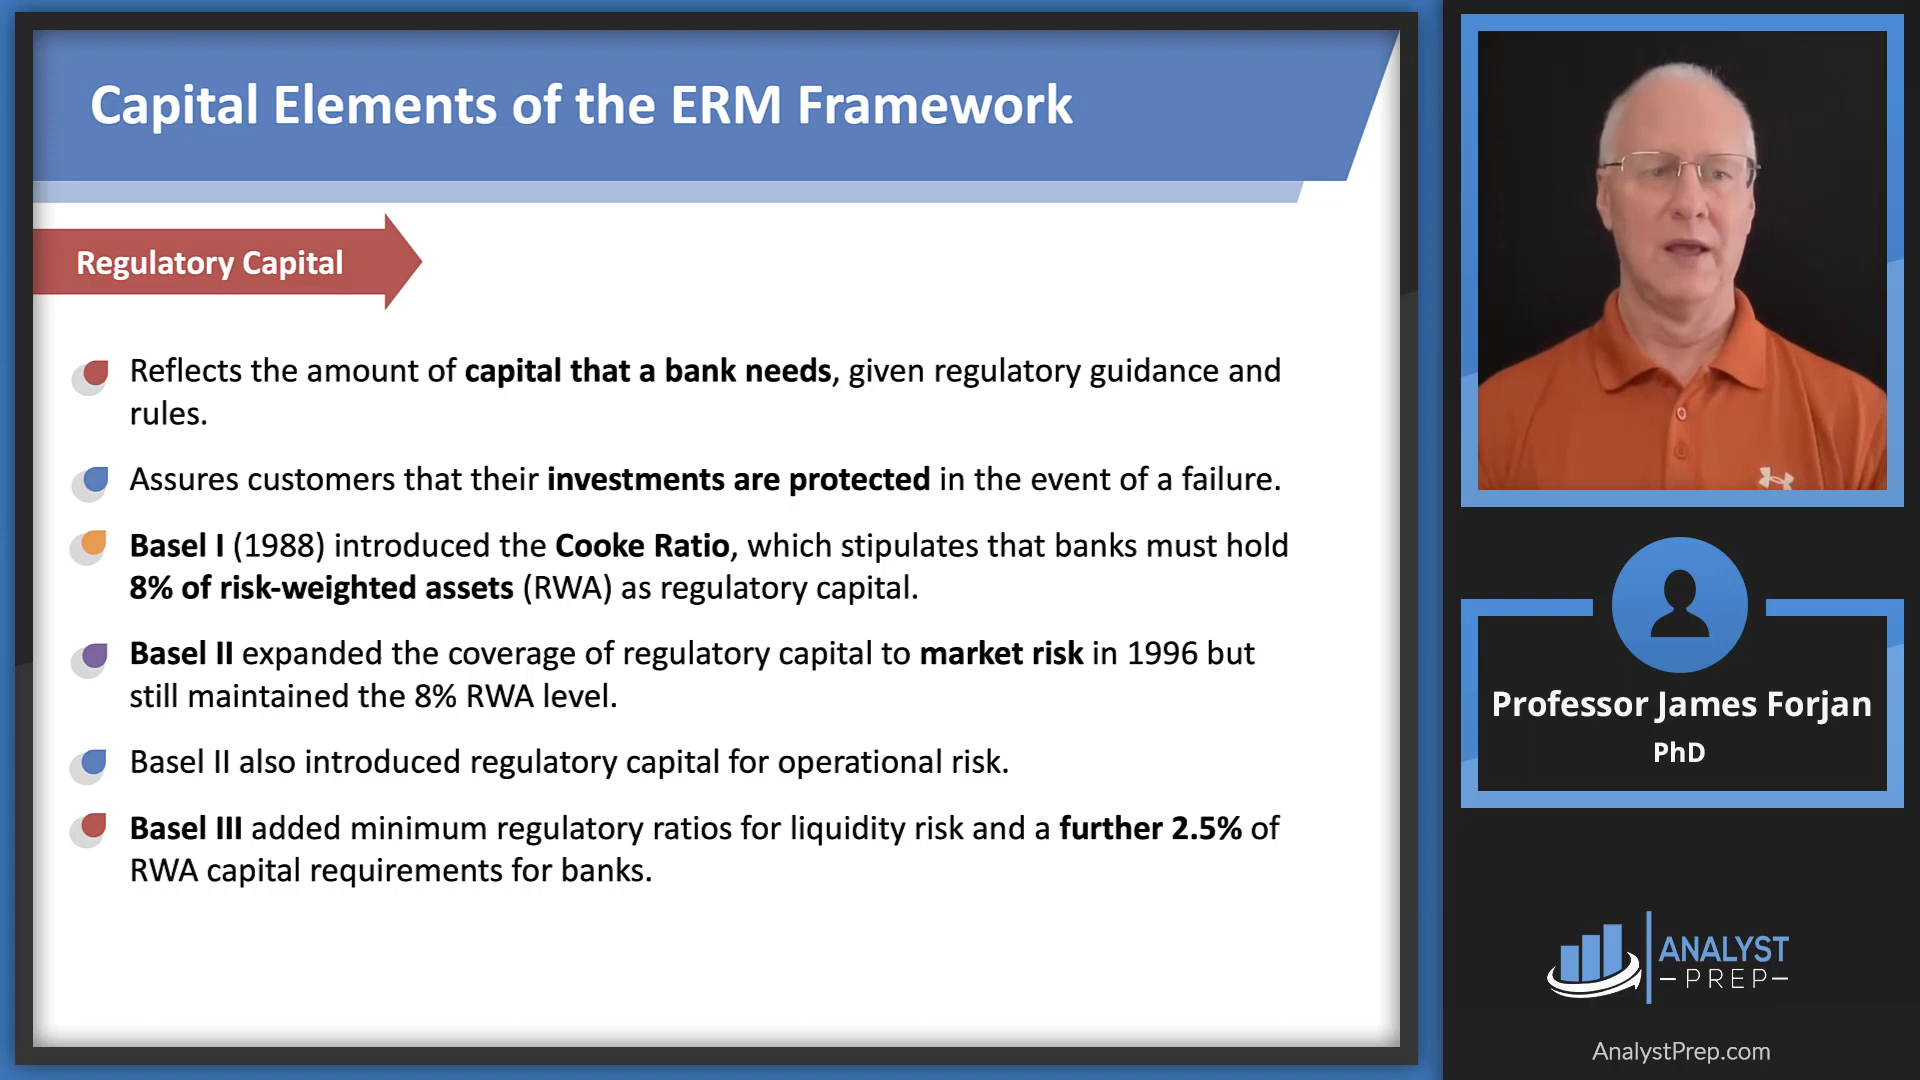 Capital Elements of the ERM Framework
Regulatory Capital
Reflects the amount of capital that a bank needs, given regulatory guidance and
rules.
Assures customers that their investments are protected in the event of a failure.
Basel I (1988) introduced the Cooke Ratio, which stipulates that banks must hold
8% of risk-weighted assets (RWA) as regulatory capital.
Basel II expanded the coverage of regulatory capital to market risk in 1996 but
still maintained the 8% RWA level.
Basel II also introduced regulatory capital for operational risk.
Basel III added minimum regulatory ratios for liquidity risk and a further 2.5% of
RWA capital requirements for banks.
Professor James Forjan
PhD
ANALYST
PREP
AnalystPrep.com